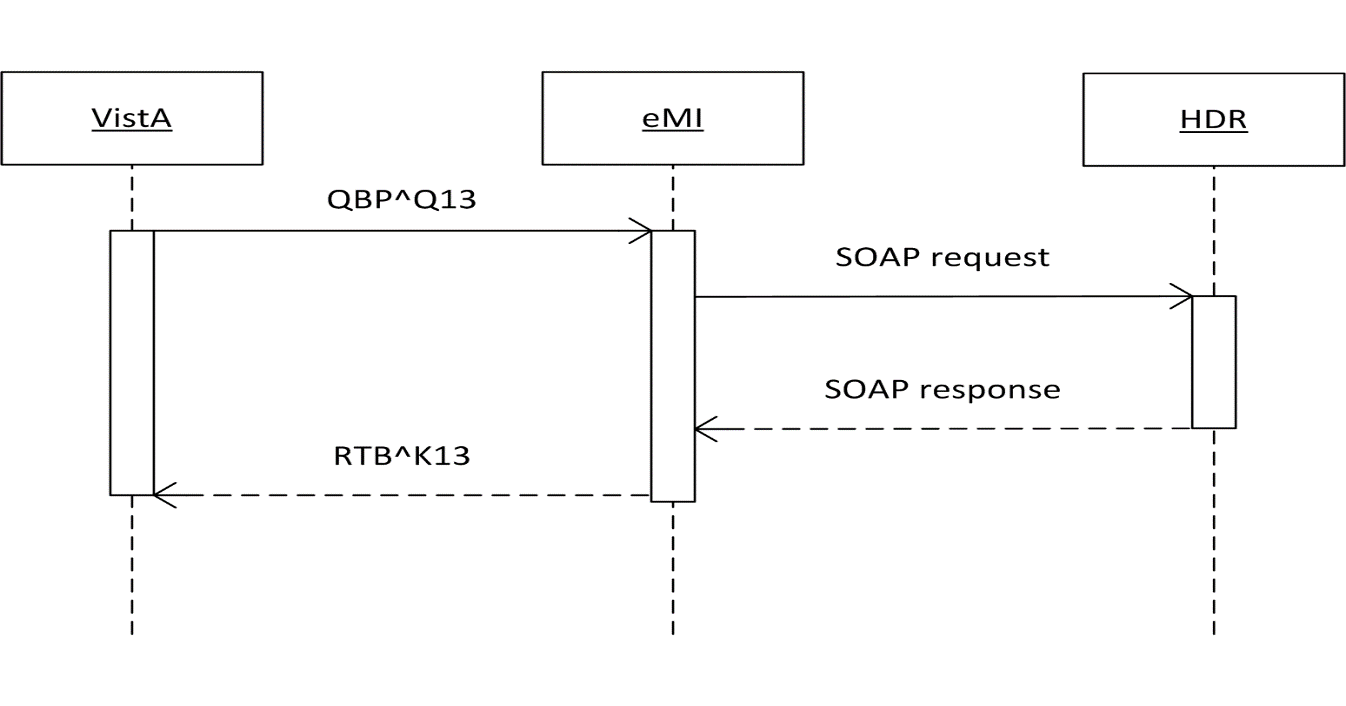 VistA
eMI
HDR
QBP^Q13
SOAP request
SOAP response
RTB^K13